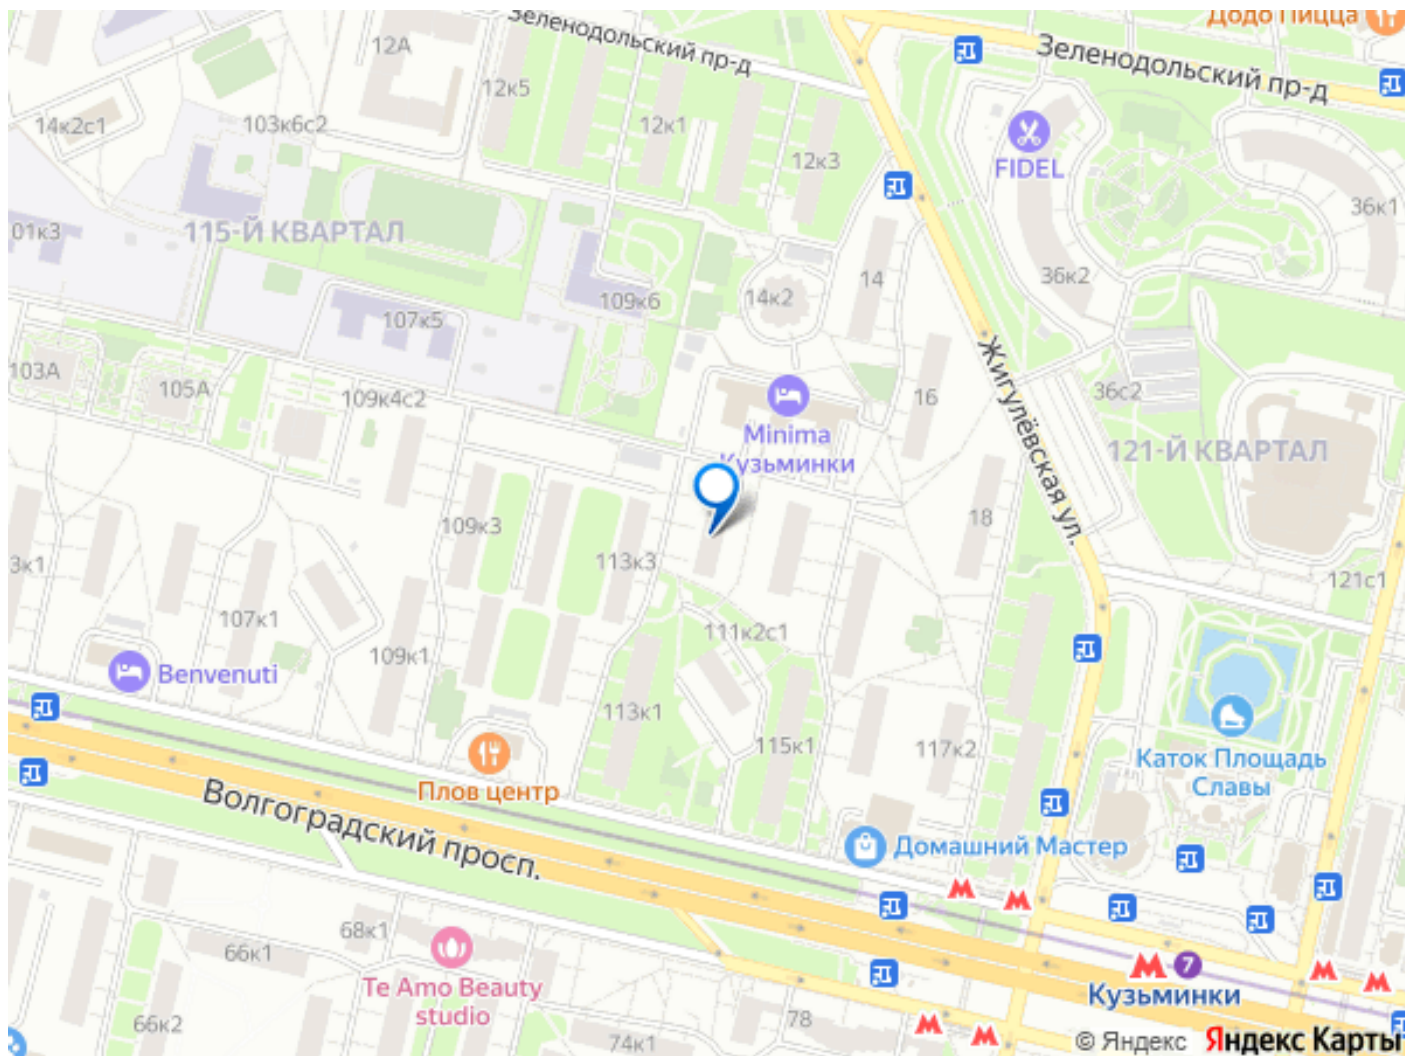 Додо Пицца
Зеленодольский пр-д
Зеленодольский пр-д
12А
12к5
14к2с1
103к6с2
12к1
12к3
FIDEL
36к1
01к3
115-Й КВАРТАЛ
36к2
14
14к2
109к6
107к5
103А
105А
109к4с2
16
36с2
Жигулёвская ул.
Minima
Кузьминки
121-Й КВАРТАЛ
109к3
18
113к3
3к1
121с1
107к1
111к2с1
109к1
Benvenuti
113к1
115к1
117к2
Каток Площадь
Славы
Плов центр
Волгоградский просп.
Домашний Мастер
68к1
66к1
Te Amo Beauty
studio
7
Кузьминки
66к2
78
74к1
© Яндекс
Яндекс Карты